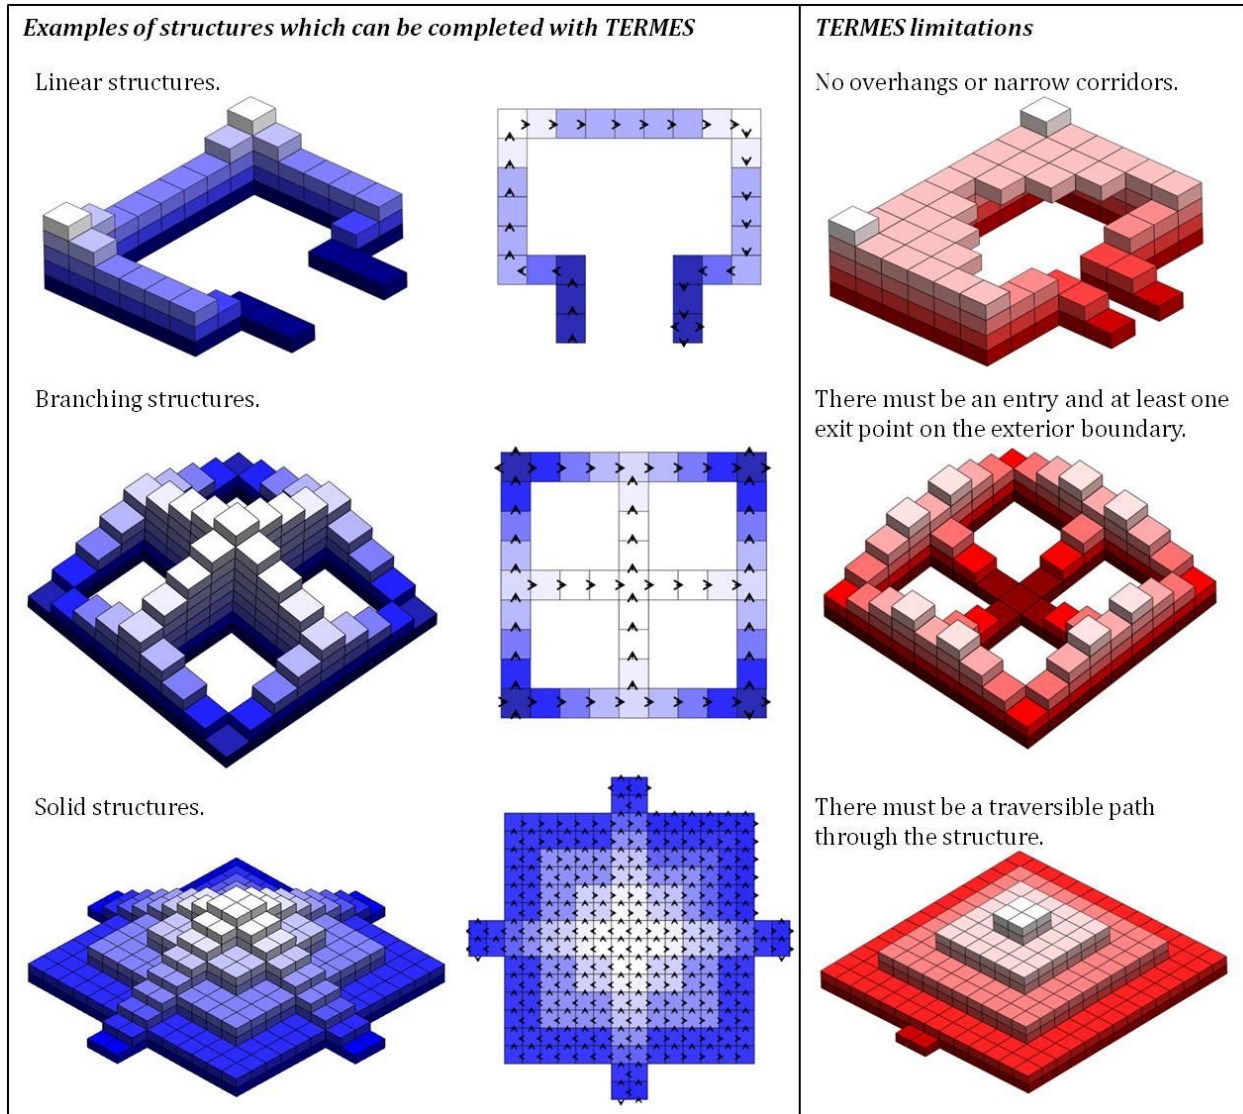 Examples of structures which can be completed with TERMES
Linear structures.
Branching structures.
Solid structures.
TERMES limitations
No overhangs or narrow corridors.
There must be an entry and at least one
exit point on the exterior boundary.
There must be a traversible path
through the structure.